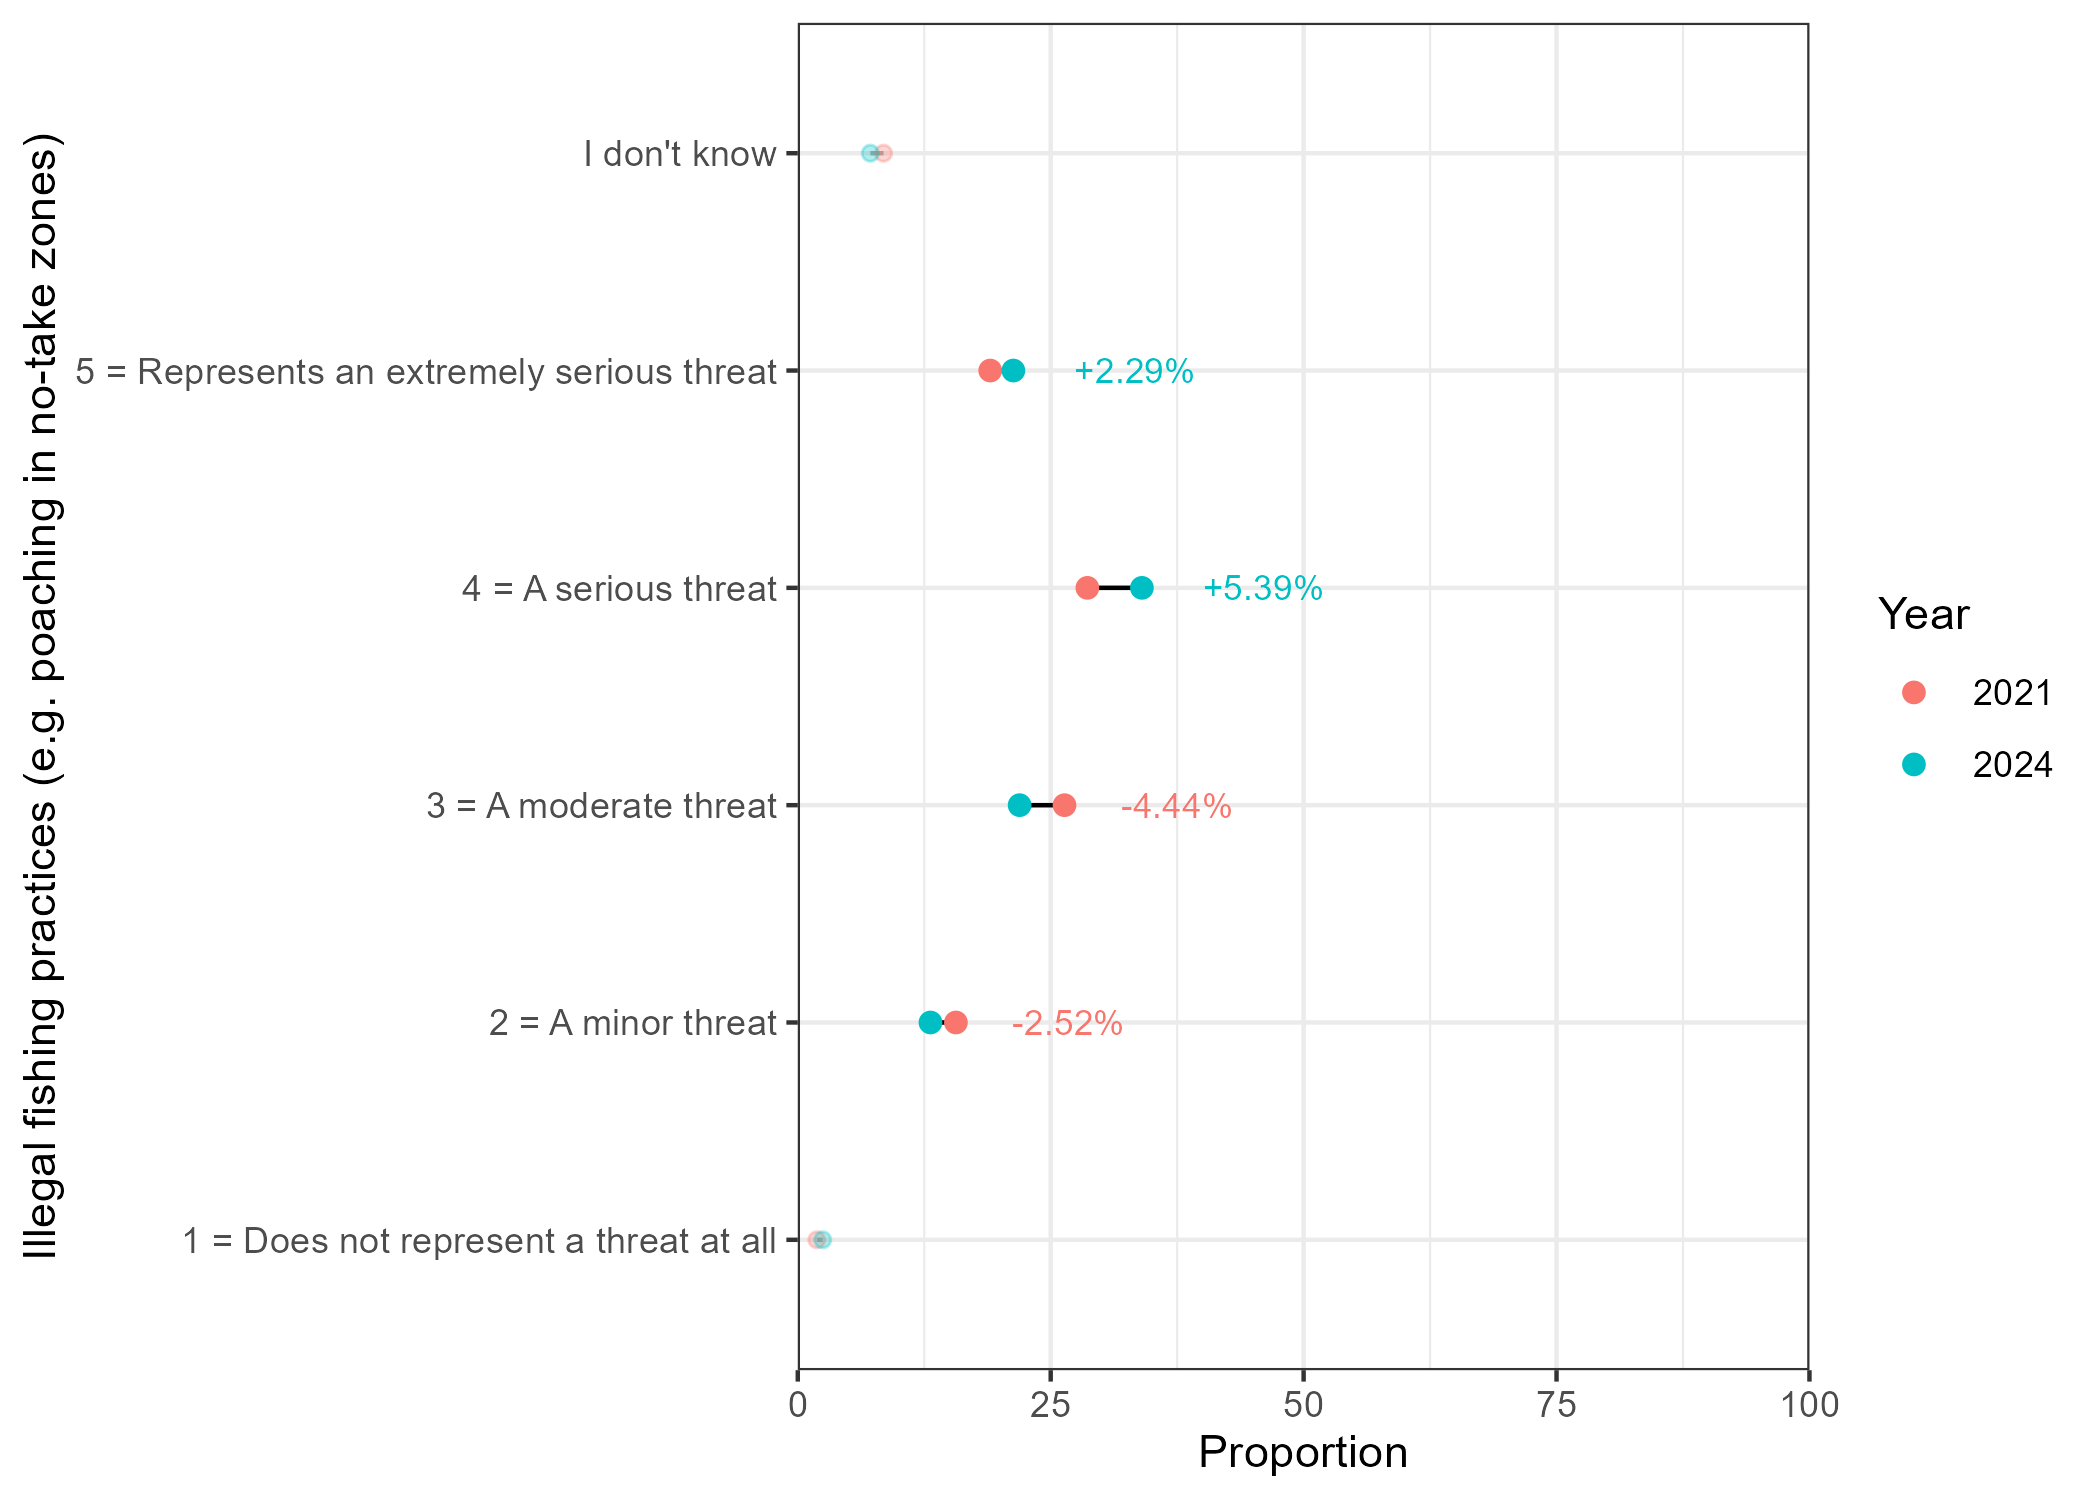 Illegal fishing practices (e.g. poaching in no-take zones)
I don't know
5 = Represents an extremely serious threat
+2.29%
4 = A serious threat
+5.39%
3 = A moderate threat
-4.44%
2 = A minor threat
-2.52%
1 = Does not represent a threat at all
0 25 50 75 100
Proportion
Year
2021
2024